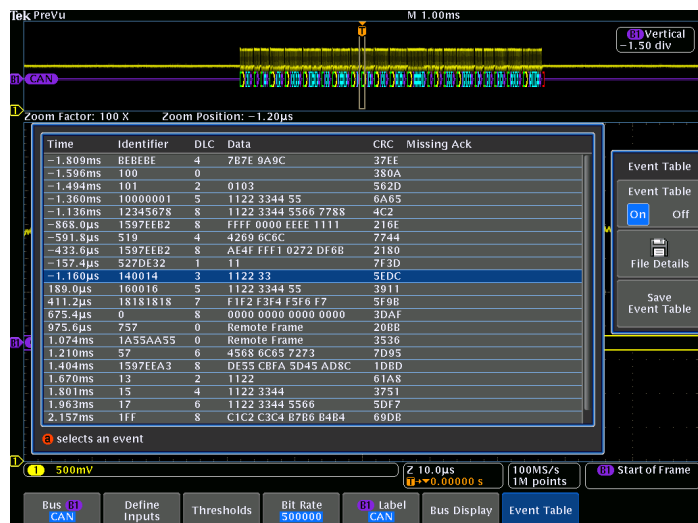 Tek PreVu M 1.00ms
T
B1 Vertical
-1.50 div
B1 CAN
1
Zoom Factor: 100 X Zoom Position: -1.20µs
Time Identifier DLC Data CRC Missing Ack
-1.809ms BEBEBE 4 7B7E 9A9C 37EE
-1.596ms 100 0 380A
-1.494ms 101 2 0103 562D
-1.360ms 10000001 5 1122 3344 55 6A65
-1.136ms 12345678 8 1122 3344 5566 7788 4C2
-868.0µs 1597EEB2 8 FFFF 0000 EEEE 1111 216E
-591.8µs 519 4 4269 6C6C 7744
-433.6µs 1597EEB2 8 AE4F FFF1 0272 DF6B 2180
-157.4µs 527DE32 1 11 7F3D
-1.160µs 140014 3 1122 33 5EDC
189.0µs 160016 5 1122 3344 55 3911
411.2µs 18181818 7 F1F2 F3F4 F5F6 F7 5F9B
675.4µs 0 8 0000 0000 0000 0000 3DAF
975.6µs 757 0 Remote Frame 20BB
1.074ms 1A55AA55 0 Remote Frame 3536
1.210ms 57 6 4568 6C65 7273 7D95
1.404ms 1597EEA3 8 DE55 CBFA 5D45 AD8C 1DBD
1.670ms 13 2 1122 61A8
1.801ms 15 4 1122 3344 3751
1.963ms 17 6 1122 3344 5566 5DF7
2.157ms 1FF 8 C1C2 C3C4 B7B6 B4B4 69DB
a selects an event
Event Table
Event Table
On Off
File Details
Save
Event Table
B1
1
1 500mV
Z 10.0µs
T→▼0.00000 s
100MS/s
1M points
B1 Start of Frame
Bus B1
CAN
Define
Inputs
Thresholds
Bit Rate
500000
B1 Label
CAN
Bus Display
Event Table